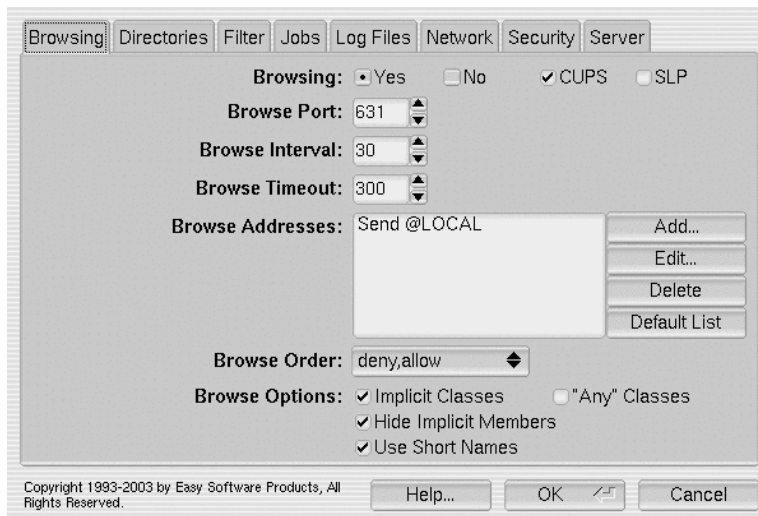 Browsing Directories Filter Jobs Log Files Network Security Server
Browsing: Yes No CUPS SLP
Browse Port: 631
Browse Interval: 30
Browse Timeout: 300
Browse Addresses: Send @LOCAL
Add...
Edit...
Delete
Default List
Browse Order: deny,allow
Browse Options: Implicit Classes "Any" Classes
Hide Implicit Members
Use Short Names
Copyright 1993-2003 by Easy Software Products, All
Rights Reserved.
Help... OK Cancel